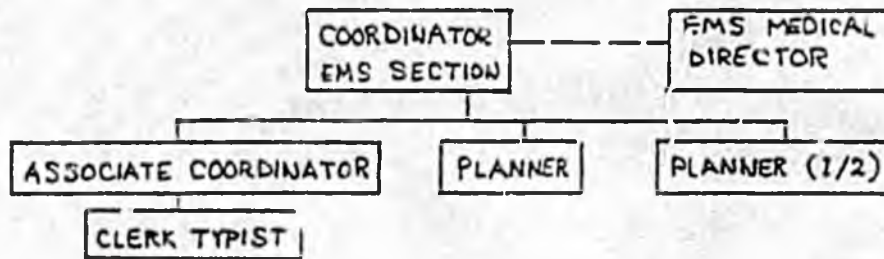 COORDINATOR
EMS SECTION
EMS MEDICAL
DIRECTOR
ASSOCIATE COORDINATOR
PLANNER
PLANNER (1/2)
CLERK TYPIST